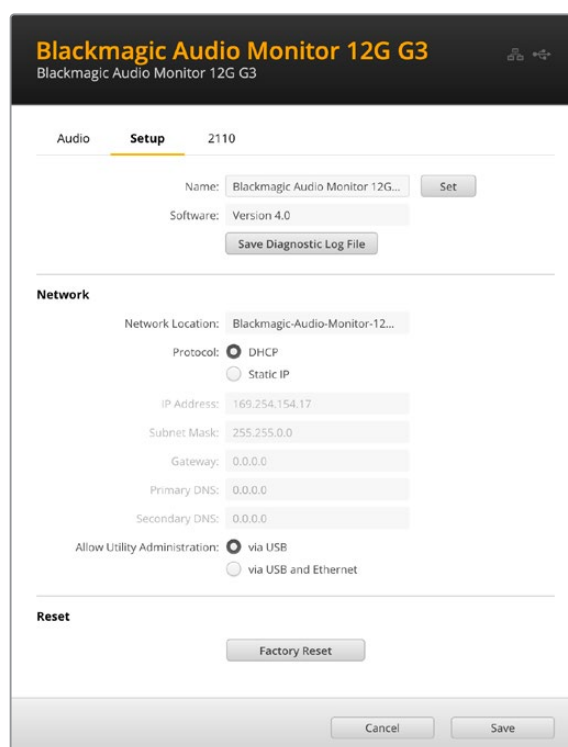 Blackmagic Audio Monitor 12G G3
Blackmagic Audio Monitor 12G G3
Audio Setup 2110
Name: Blackmagic Audio Monitor 12G... Set
Software: Version 4.0
Save Diagnostic Log File
Network
Network Location: Blackmagic-Audio-Monitor-12...
Protocol: DHCP
Static IP
IP Address: 169.254.154.17
Subnet Mask: 255.255.0.0
Gateway: 0.0.0.0
Primary DNS: 0.0.0.0
Secondary DNS: 0.0.0.0
Allow Utility Administration: via USB
via USB and Ethernet
Reset
Factory Reset
Cancel Save